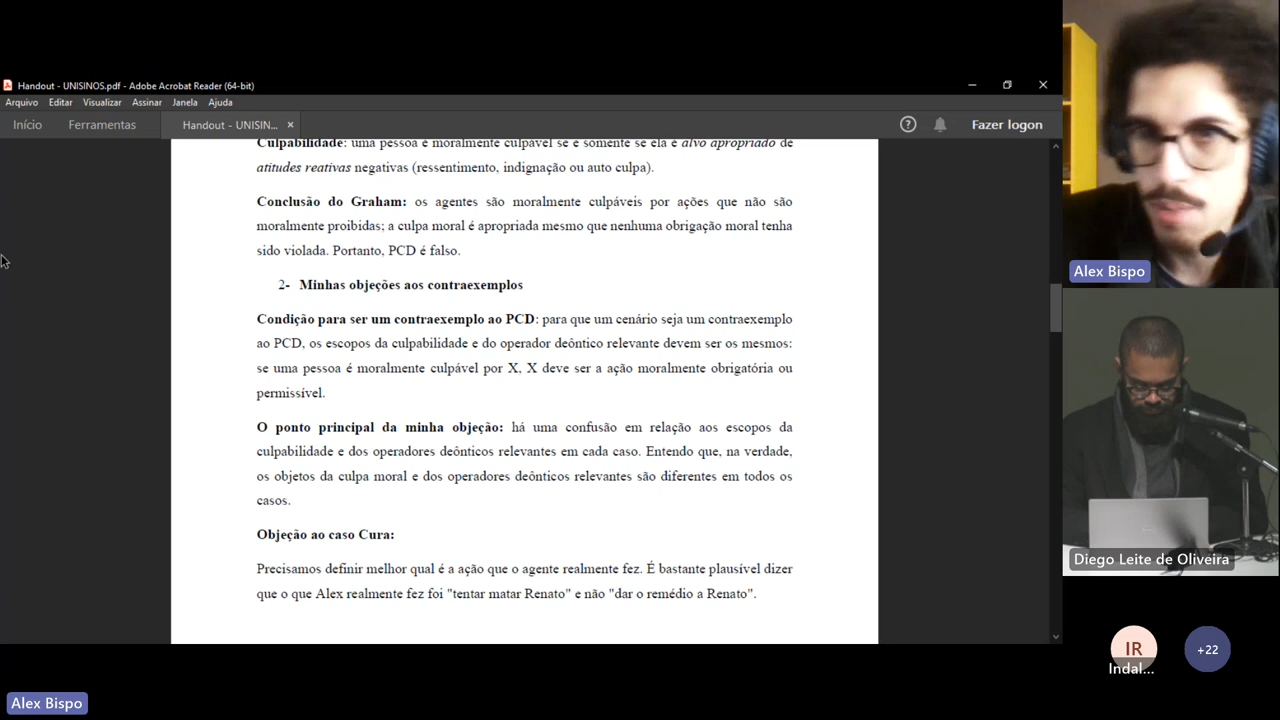 Handout - UNISINOS.pdf - Adobe Acrobat Reader (64-bit)
Arquivo Editar Visualizar Assinar Janela Ajuda
Início Ferramentas Handout - UNISIN... × ? Fazer logon
Culpabilidade: uma pessoa é moralmente culpável se e somente se ela é alvo apropriado de
atitudes reativas negativas (ressentimento, indignação ou auto culpa).
Conclusão do Graham: os agentes são moralmente culpáveis por ações que não são
moralmente proibidas; a culpa moral é apropriada mesmo que nenhuma obrigação moral tenha
sido violada. Portanto, PCD é falso.
2- Minhas objeções aos contraexemplos
Condição para ser um contraexemplo ao PCD: para que um cenário seja um contraexemplo
ao PCD, os escopos da culpabilidade e do operador deôntico relevante devem ser os mesmos:
se uma pessoa é moralmente culpável por X, X deve ser a ação moralmente obrigatória ou
permissível.
O ponto principal da minha objeção: há uma confusão em relação aos escopos da
culpabilidade e dos operadores deônticos relevantes em cada caso. Entendo que, na verdade,
os objetos da culpa moral e dos operadores deônticos relevantes são diferentes em todos os
casos.
Objeção ao caso Cura:
Precisamos definir melhor qual é a ação que o agente realmente fez. É bastante plausível dizer
que o que Alex realmente fez foi "tentar matar Renato" e não "dar o remédio a Renato".
Alex Bispo
Diego Leite de Oliveira
IR
Indal...
+22
Alex Bispo